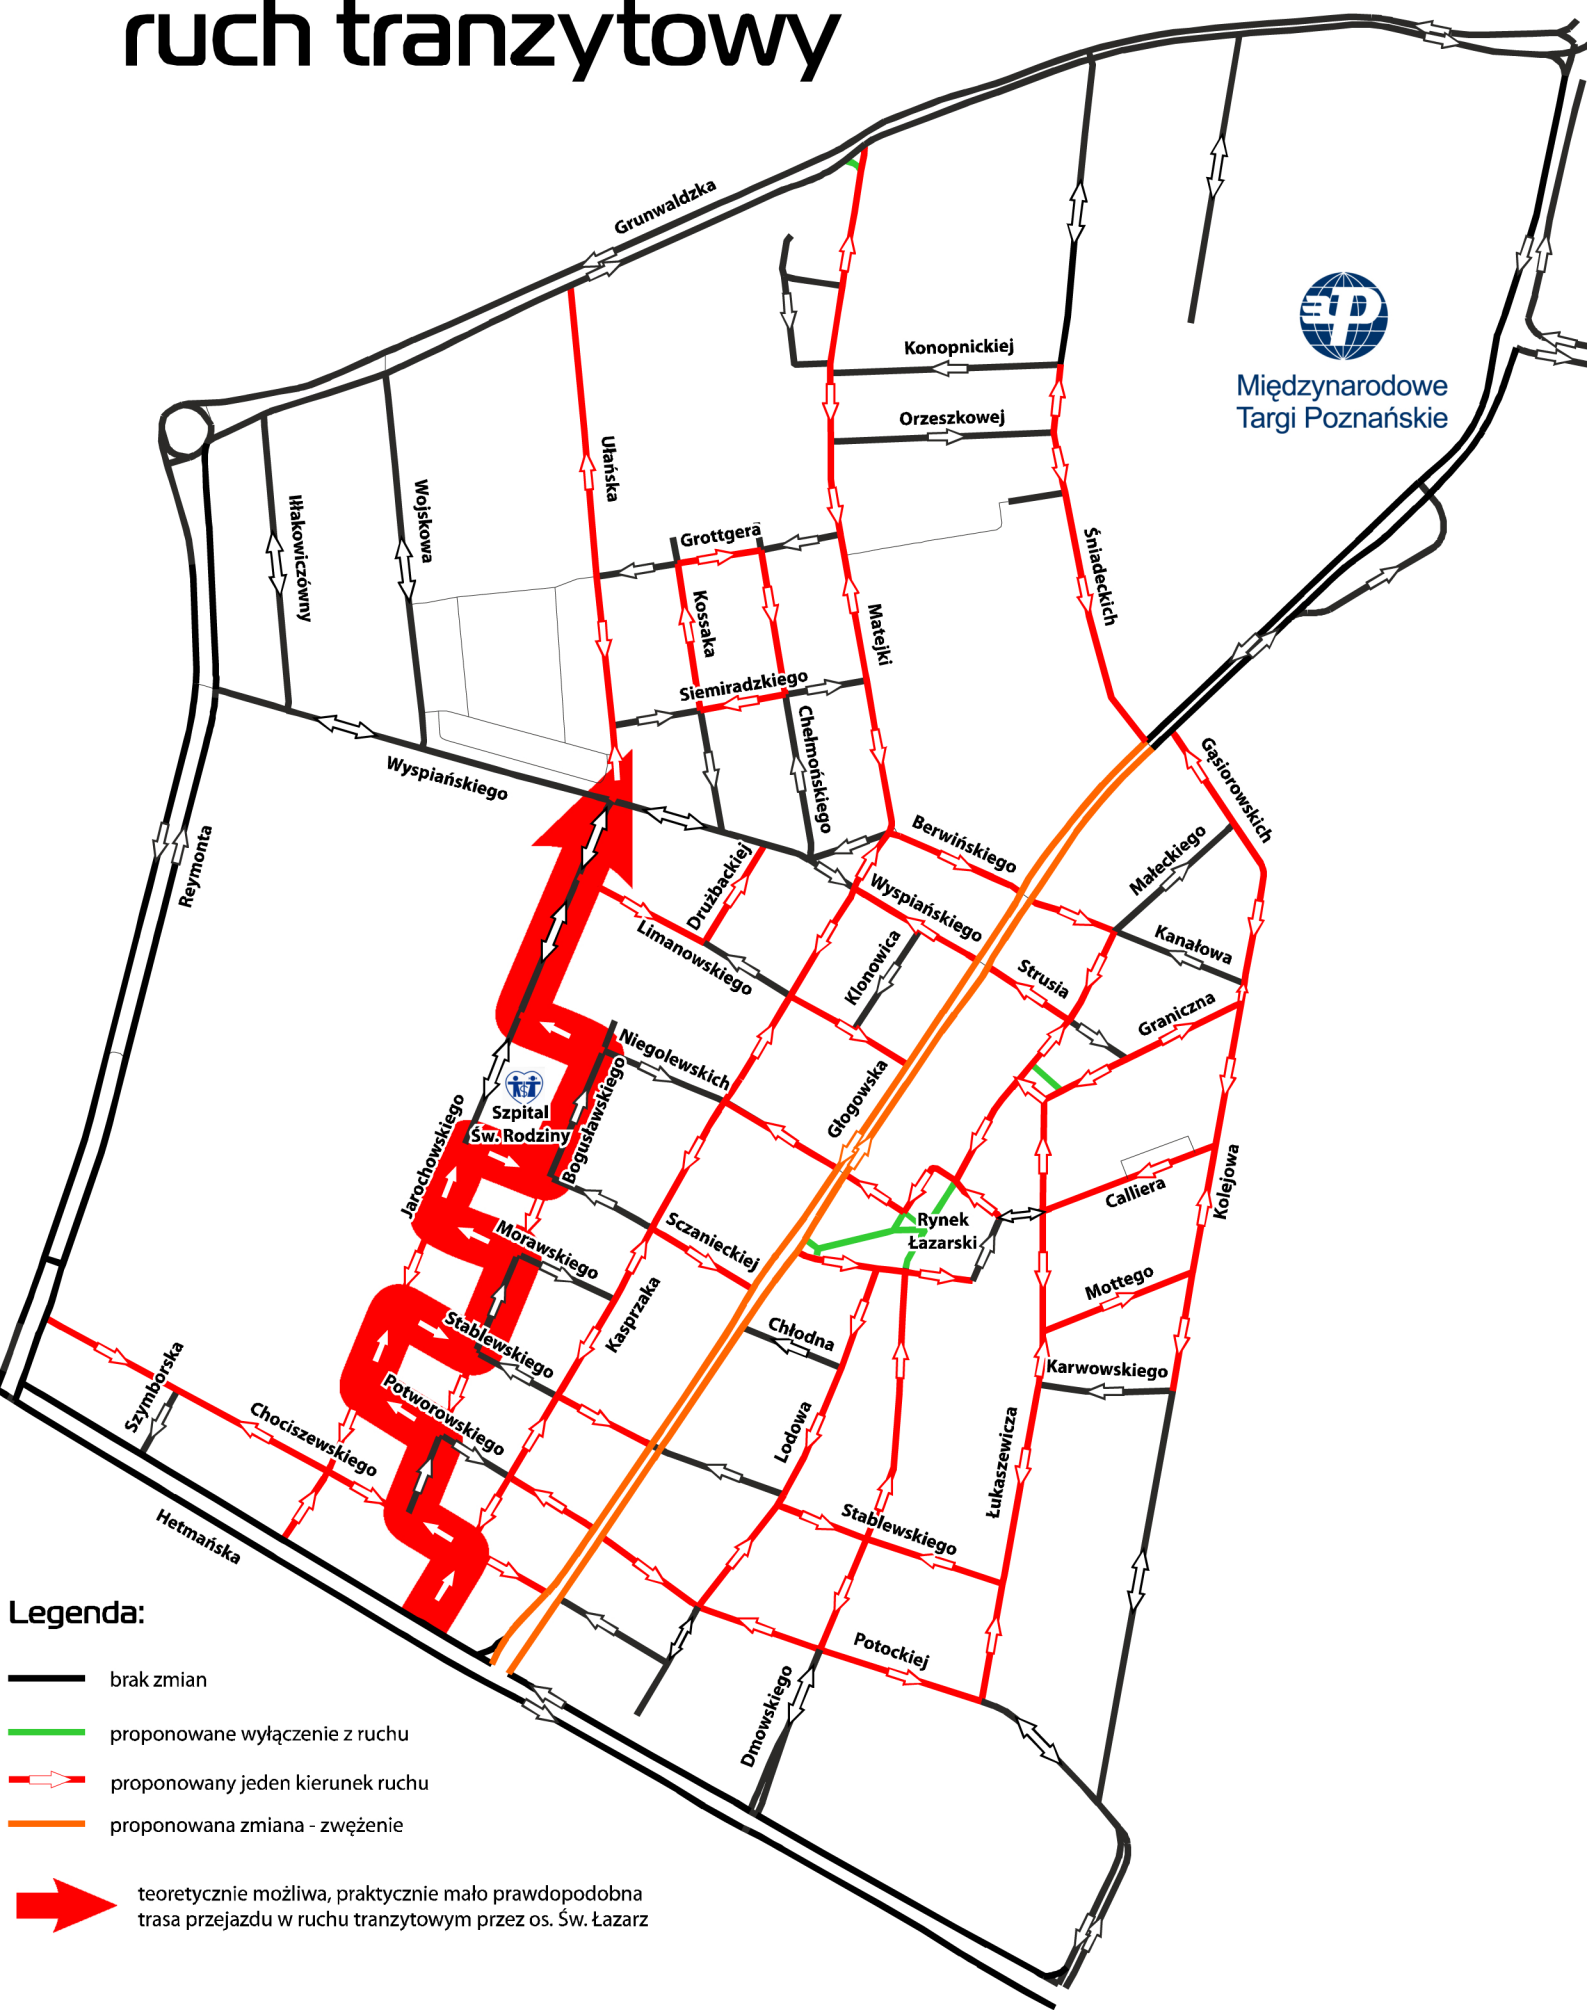 ruch tranzytowy
Grunwaldzka
Konopnickiej
Międzynarodowe
Targi Poznańskie
Orzeszkowej
Ułańska
Wojskowa
Iłłakowiczówny
Grottgera
Śniadeckich
Kossaka
Matejki
Siemiradzkiego
Chełmońskiego
Wyspiańskiego
Gąsiorowskich
Berwińskiego
Małeckiego
Reymonta
Drużbackiej
Wyspiańskiego
Limanowskiego
Klonowica
Kanałowa
Strusia
Graniczna
Niegolewskich
Głogowska
Szpital
Św. Rodziny
Bogusławskiego
Jarochowskiego
Calliera
Kolejowa
Rynek
Łazarski
Morawskiego
Sczanieckiej
Mottego
Kasprzaka
Stablewskiego
Chłodna
Karwowskiego
Szymborska
Potworowskiego
Chociszewskiego
Lodowa
Łukaszewicza
Hetmańska
Stablewskiego
Potockiej
Dmowskiego
Legenda:
brak zmian
proponowane wyłączenie z ruchu
proponowany jeden kierunek ruchu
proponowana zmiana - zwężenie
teoretycznie możliwa, praktycznie mało prawdopodobna
trasa przejazdu w ruchu tranzytowym przez os. Św. Łazarz